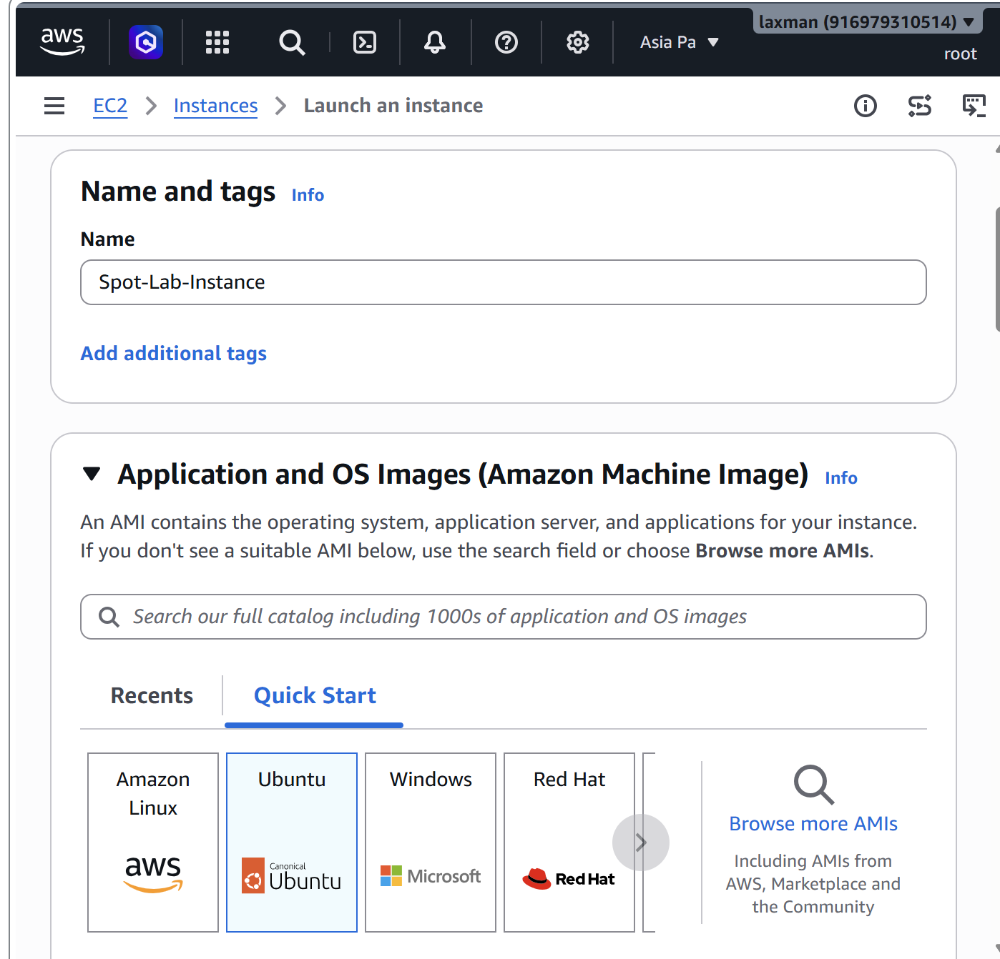 aws
Asia Pa
laxman (916979310514)
root
EC2 Instances Launch an instance
Name and tags Info
Name
Spot-Lab-Instance
Add additional tags
Application and OS Images (Amazon Machine Image) Info
An AMI contains the operating system, application server, and applications for your instance.
If you don't see a suitable AMI below, use the search field or choose Browse more AMIs.
Search our full catalog including 1000s of application and OS images
Recents Quick Start
Amazon
Linux
aws
Ubuntu
Canonical
Ubuntu
Windows
Microsoft
Red Hat
Red Hat
Browse more AMIs
Including AMIs from
AWS, Marketplace and
the Community